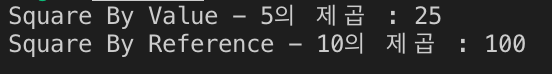 Square By Value - 5의 제곱 : 25
Square By Reference - 10의 제곱 : 100